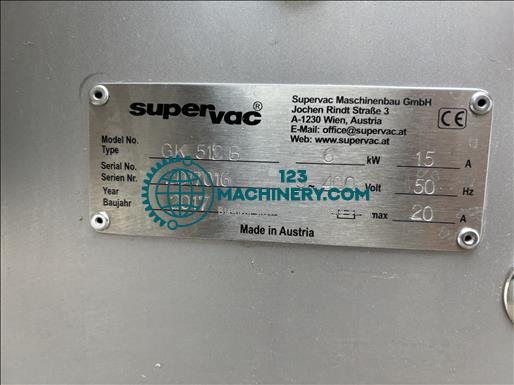 supervac®
Supervac Maschinenbau GmbH
Jochen Rindt Straße 3
A-1230 Wien, Austria
E-Mail: office@supervac.at
Web: www.supervac.at
CE
Model No.
Type
GK 516 B
6 kW 15 A
Serial No.
Serien Nr.
Volt 50 Hz
Year
Baujahr
2017
max 20 A
Made in Austria
123
MACHINERY.COM